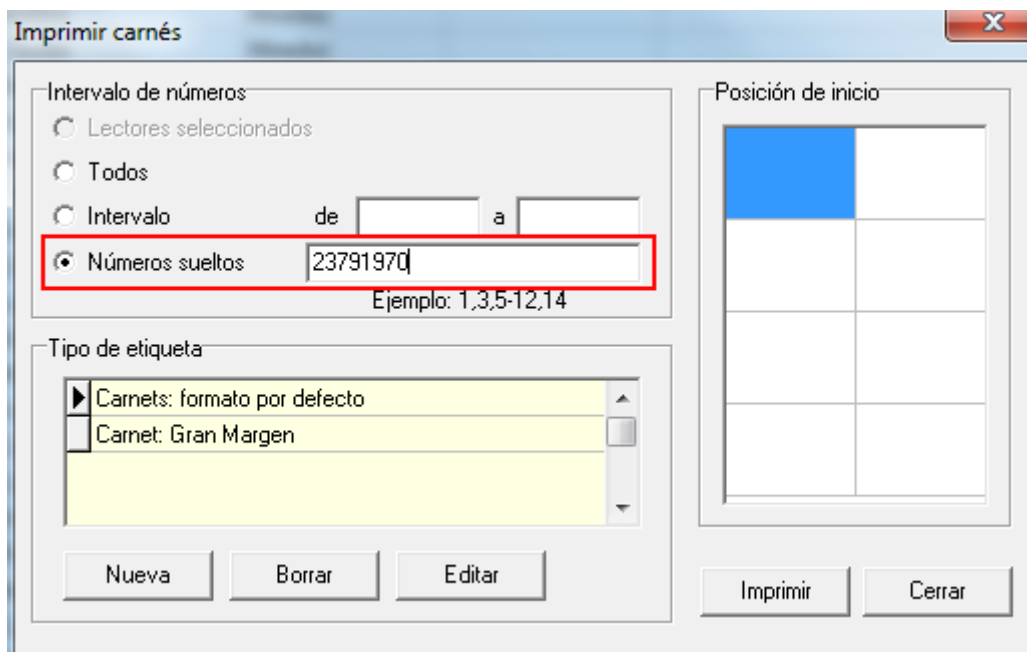 Imprimir carnés
Intervalo de números
Lectores seleccionados
Todos
Intervalo de a
Números sueltos 23791970
Ejemplo: 1,3,5-12,14
Tipo de etiqueta
Carnets: formato por defecto
Carnet: Gran Margen
Nueva Borrar Editar
Posición de inicio
Imprimir Cerrar